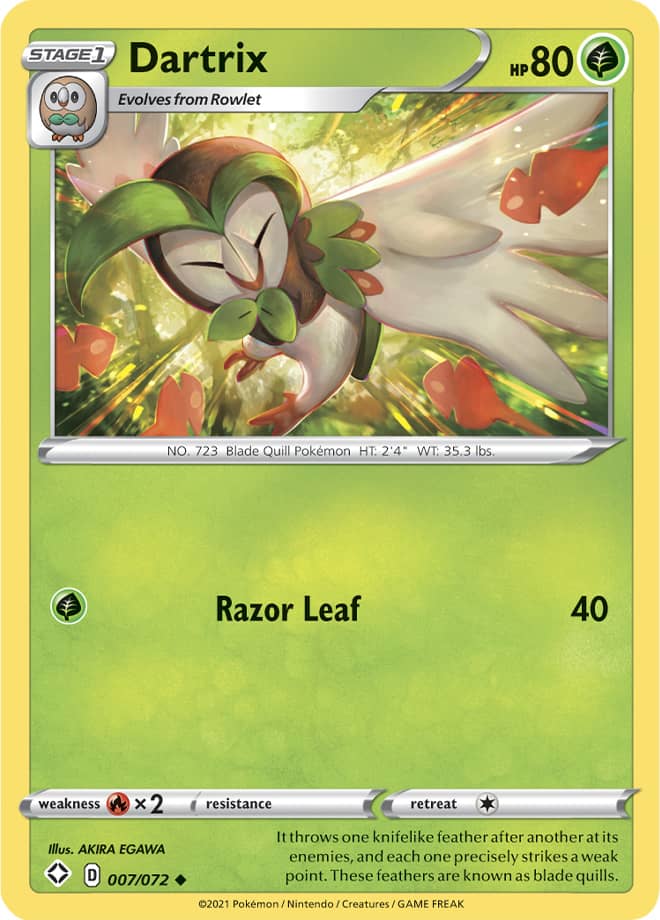 STAGE 1
Dartrix
HP 80
Evolves from Rowlet
NO. 723 Blade Quill Pokémon HT: 2'4" WT: 35.3 lbs.
Razor Leaf 40
weakness ×2 resistance retreat
Illus. AKIRA EGAWA
D 007/072
It throws one knifelike feather after another at its
enemies, and each one precisely strikes a weak
point. These feathers are known as blade quills.
©2021 Pokémon / Nintendo / Creatures / GAME FREAK